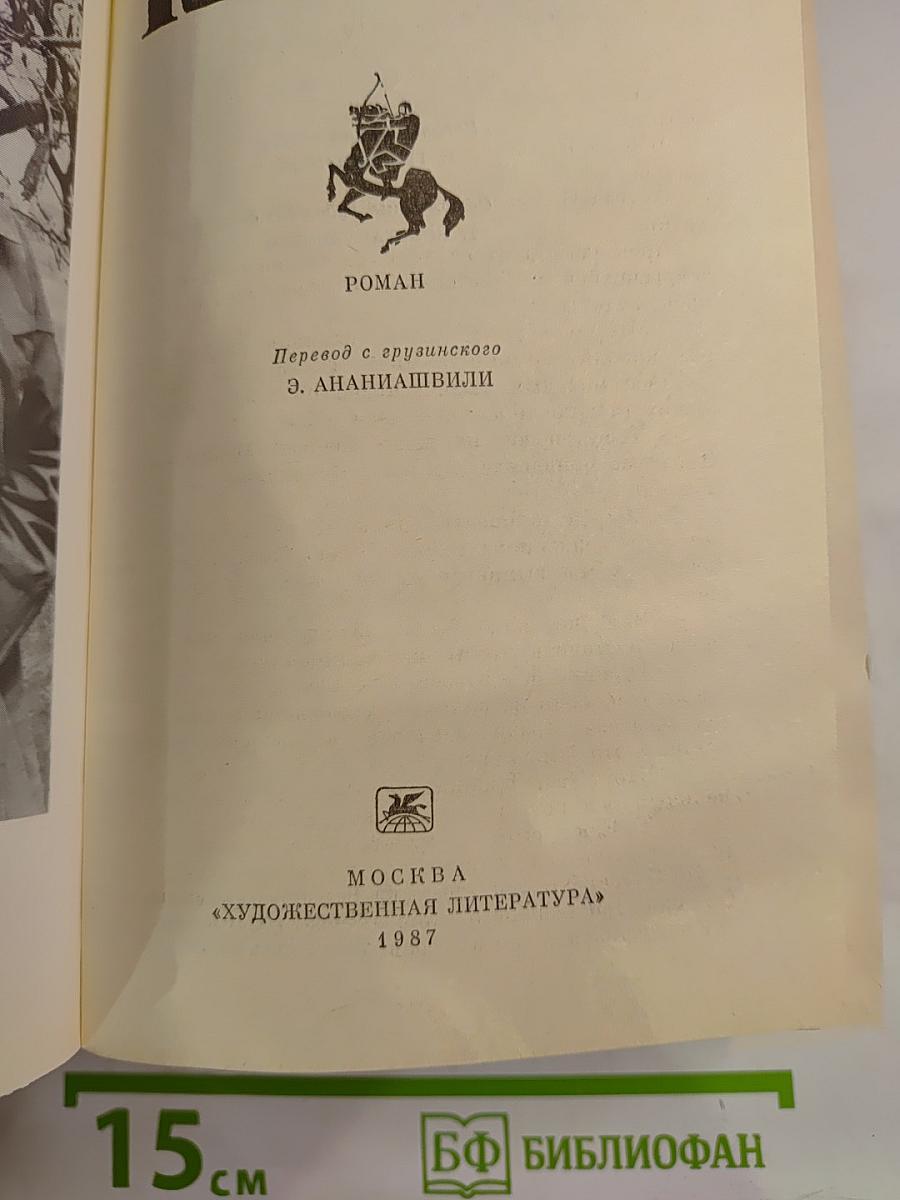 РОМАН
Перевод с грузинского
Э. АНАНИАШВИЛИ
МОСКВА
«ХУДОЖЕСТВЕННАЯ ЛИТЕРАТУРА»
1987
15 см
БФ БИБЛИОФАН